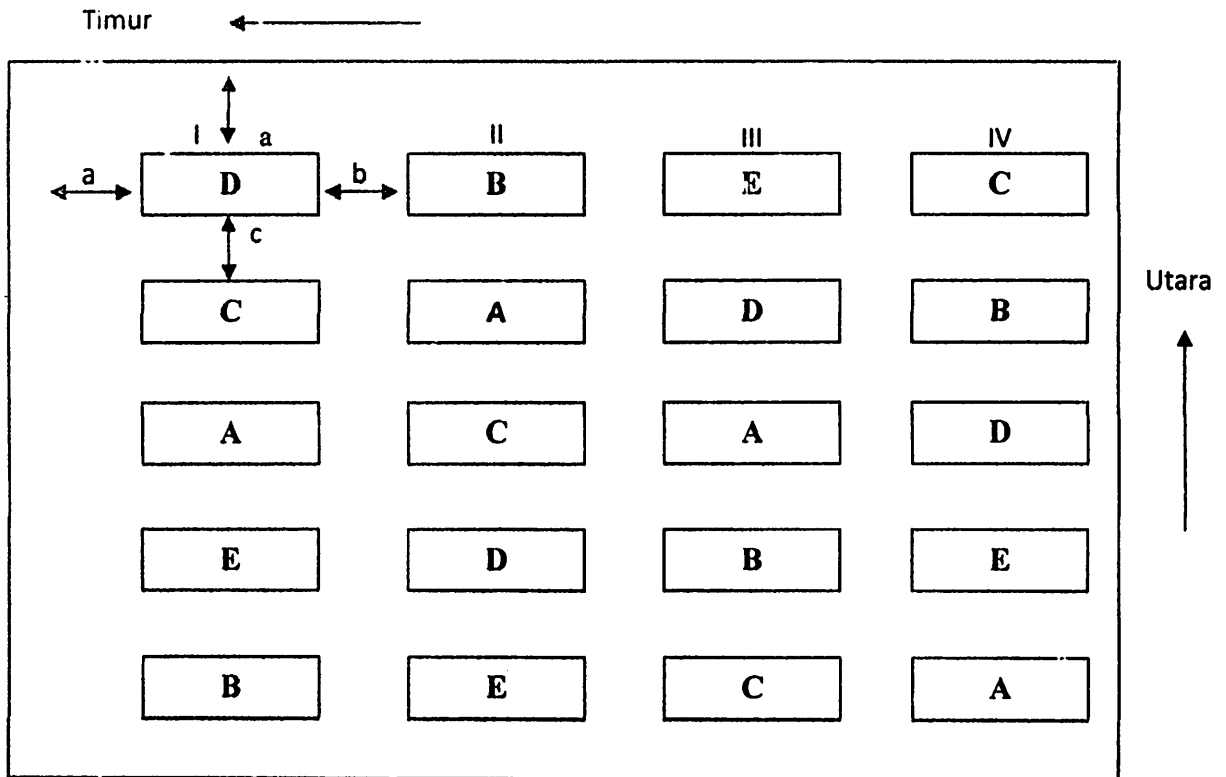 Timur
I a II III IV
a D b B E C
c
C A D B
Utara
A C A D
E D B E
B E C A